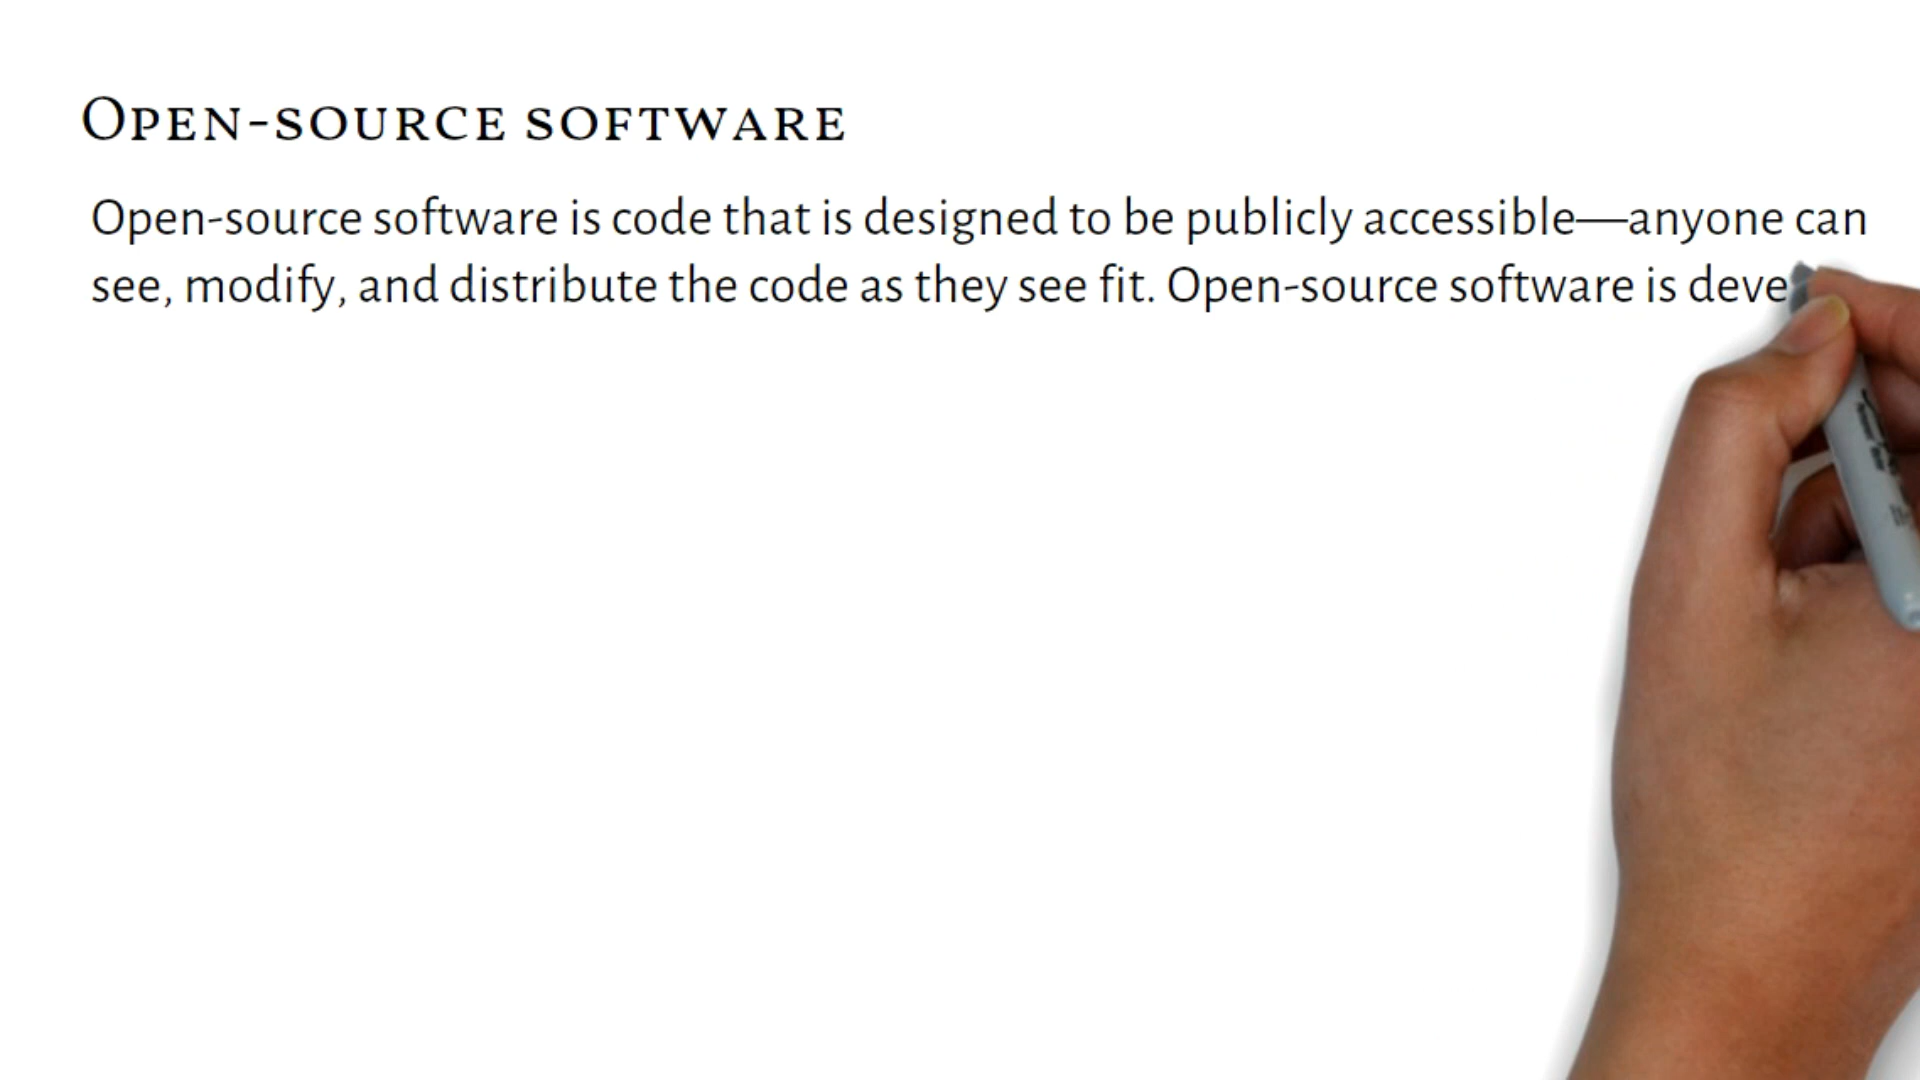 Open-source software
Open-source software is code that is designed to be publicly accessible—anyone can
see, modify, and distribute the code as they see fit. Open-source software is deve